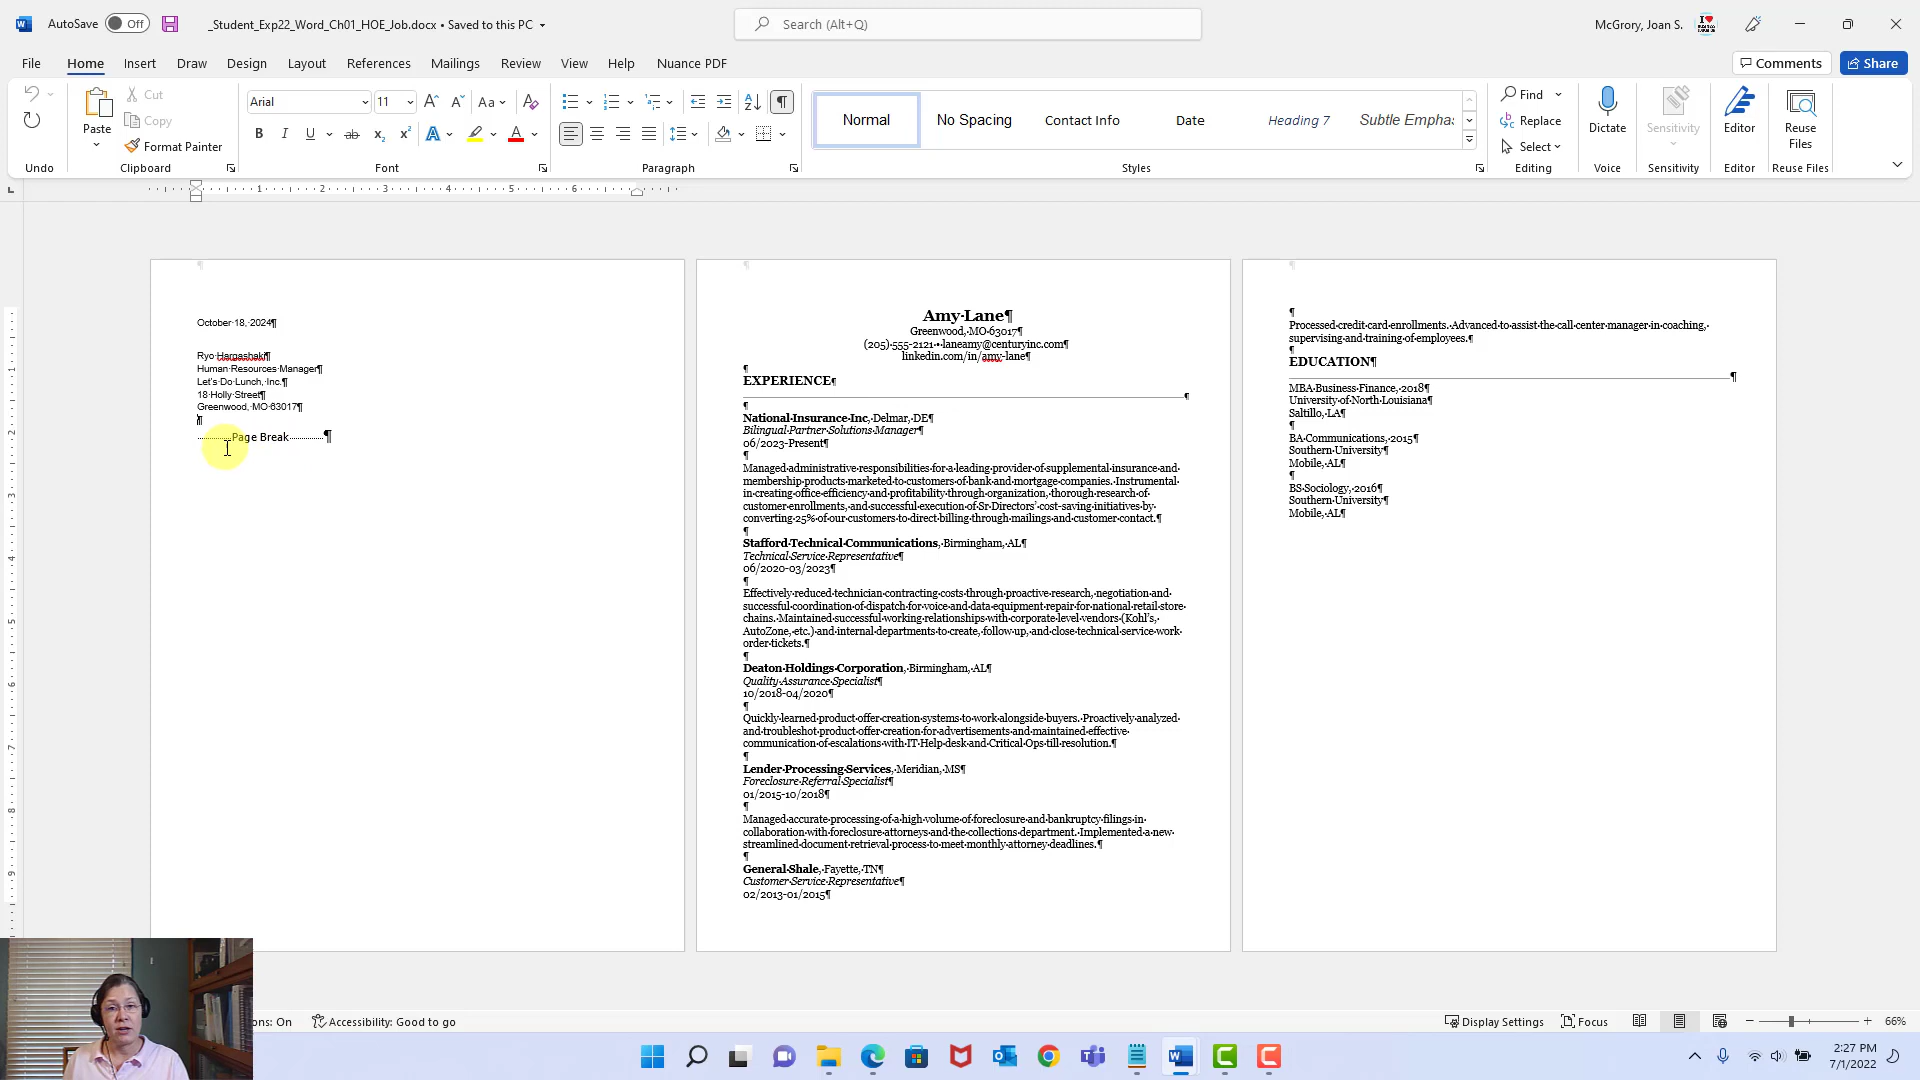 AutoSave Off _Student_Exp22_Word_Ch01_HOE_Job.docx • Saved to this PC Search (Alt+Q) McGrory, Joan S.
File Home Insert Draw Design Layout References Mailings Review View Help Nuance PDF Comments Share
Paste Cut Copy Format Painter
Arial 11
Normal No Spacing Contact Info Date Heading 7 Subtle Emphas
Find Replace Select
Dictate Sensitivity Editor Reuse Files
Undo Clipboard Font Paragraph Styles Editing Voice Sensitivity Editor Reuse Files
1 2 3 4 5 6
October·18,·2024¶
Ryo·Hargashaki¶
Human·Resources·Manager¶
Let's·Do·Lunch,·Inc.¶
18·Holly·Street¶
Greenwood,·MO·63017¶
¶
Page Break¶
Amy·Lane¶
Greenwood,·MO·63017¶
(205)·555-2121·•·laneamy@centuryinc.com¶
linkedin.com/in/amy-lane¶
¶
EXPERIENCE¶
¶
¶
National·Insurance·Inc,·Delmar,·DE¶
Bilingual·Partner·Solutions·Manager¶
06/2023-Present¶
¶
Managed·administrative·responsibilities·for·a·leading·provider·of·supplemental·insurance·and·
membership·products·marketed·to·customers·of·bank·and·mortgage·companies.·Instrumental·
in·creating·office·efficiency·and·profitability·through·organization,·thorough·research·of·
customer·enrollments,·and·successful·execution·of·Sr·Directors'·cost-saving·initiatives·by·
converting·25%·of·our·customers·to·direct·billing·through·mailings·and·customer·contact.¶
¶
Stafford·Technical·Communications,·Birmingham,·AL¶
Technical·Service·Representative¶
06/2020-03/2023¶
¶
Effectively·reduced·technician·contracting·costs·through·proactive·research,·negotiation·and·
successful·coordination·of·dispatch·for·voice·and·data·equipment·repair·for·national·retail·store·
chains.·Maintained·successful·working·relationships·with·corporate·level·vendors·(Kohl's,·
AutoZone,·etc.)·and·internal·departments·to·create,·follow·up,·and·close·technical·service·work·
order·tickets.¶
¶
Deaton·Holdings·Corporation,·Birmingham,·AL¶
Quality·Assurance·Specialist¶
10/2018-04/2020¶
¶
Quickly·learned·product·offer·creation·systems·to·work·alongside·buyers.·Proactively·analyzed·
and·troubleshot·product·offer·creation·for·advertisements·and·maintained·effective·
communication·of·escalations·with·IT·Help·desk·and·Critical·Ops·till·resolution.¶
¶
Lender·Processing·Services,·Meridian,·MS¶
Foreclosure·Referral·Specialist¶
01/2015-10/2018¶
¶
Managed·accurate·processing·of·a·high·volume·of·foreclosure·and·bankruptcy·filings·in·
collaboration·with·foreclosure·attorneys·and·the·collections·department.·Implemented·a·new·
streamlined·document·retrieval·process·to·meet·monthly·attorney·deadlines.¶
¶
General·Shale,·Fayette,·TN¶
Customer·Service·Representative¶
02/2013-01/2015¶
¶
Processed·credit·card·enrollments.·Advanced·to·assist·the·call·center·manager·in·coaching,·
supervising·and·training·of·employees.¶
¶
EDUCATION¶
¶
MBA·Business·Finance,·2018¶
University·of·North·Louisiana¶
Saltillo,·LA¶
¶
BA·Communications,·2015¶
Southern·University¶
Mobile,·AL¶
¶
BS·Sociology,·2016¶
Southern·University¶
Mobile,·AL¶
ons: On Accessibility: Good to go Display Settings Focus 66%
2:27 PM
7/1/2022